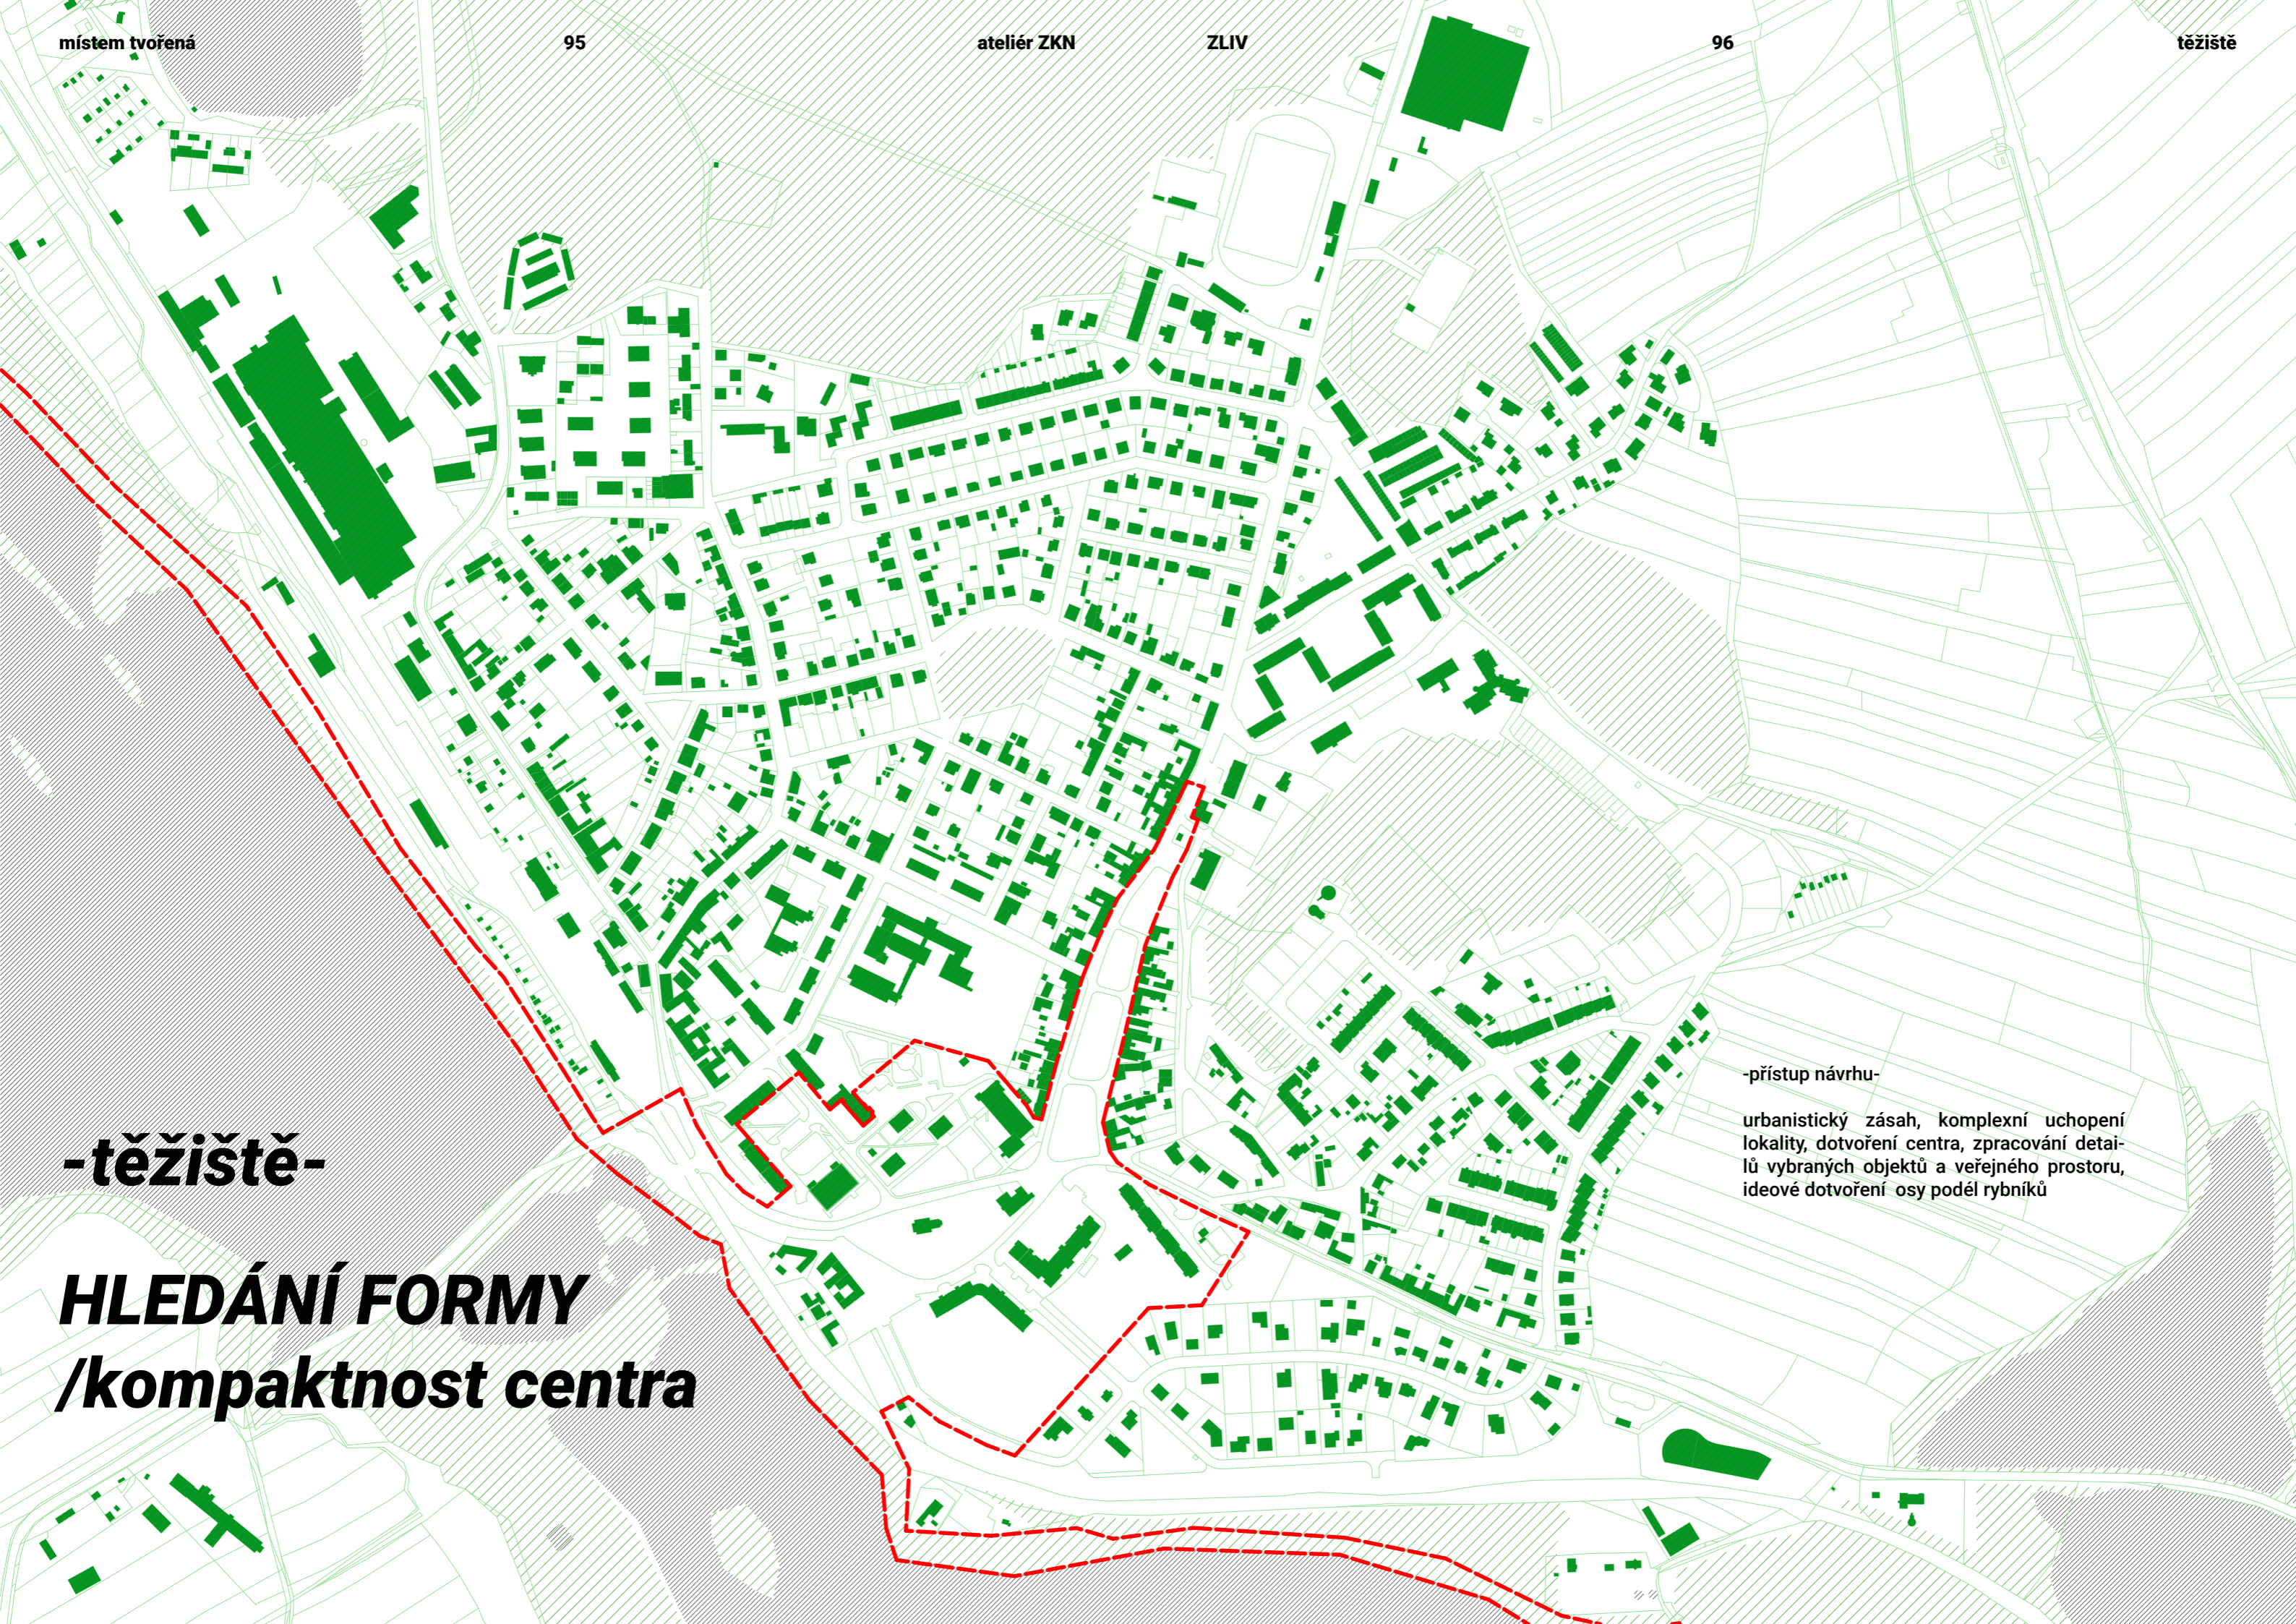 místem tvořená
95
ateliér ZKN
ZLIV
96
těžiště
-přístup návrhu-
urbanistický zásah, komplexní uchopení
lokality, dotvoření centra, zpracování detai-
lů vybraných objektů a veřejného prostoru,
ideové dotvoření osy podél rybníků
-těžiště-
HLEDÁNÍ FORMY
/kompaktnost centra